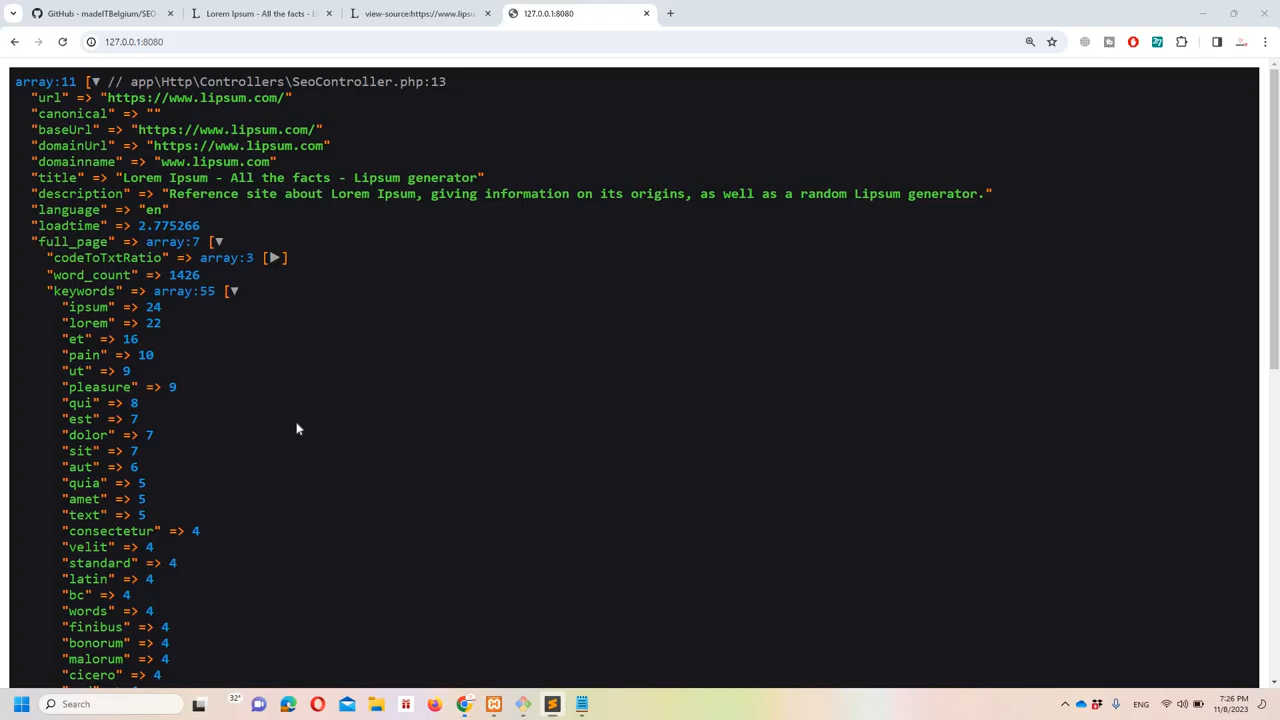 GitHub - madeITBelgium/SEO
Lorem Ipsum - All the facts - L
view-source:https://www.lipsu
127.0.0.1:8080
127.0.0.1:8080
array:11 [▼ // app\Http\Controllers\SeoController.php:13
"url" => "https://www.lipsum.com/"
"canonical" => ""
"baseUrl" => "https://www.lipsum.com/"
"domainUrl" => "https://www.lipsum.com"
"domainname" => "www.lipsum.com"
"title" => "Lorem Ipsum - All the facts - Lipsum generator"
"description" => "Reference site about Lorem Ipsum, giving information on its origins, as well as a random Lipsum generator."
"language" => "en"
"loadtime" => 2.775266
"full_page" => array:7 [▼
"codeToTxtRatio" => array:3 [▶]
"word_count" => 1426
"keywords" => array:55 [▼
"ipsum" => 24
"lorem" => 22
"et" => 16
"pain" => 10
"ut" => 9
"pleasure" => 9
"qui" => 8
"est" => 7
"dolor" => 7
"sit" => 7
"aut" => 6
"quia" => 5
"amet" => 5
"text" => 5
"consectetur" => 4
"velit" => 4
"standard" => 4
"latin" => 4
"bc" => 4
"words" => 4
"finibus" => 4
"bonorum" => 4
"malorum" => 4
"cicero" => 4
Search
32°
ENG
7:26 PM
11/8/2023